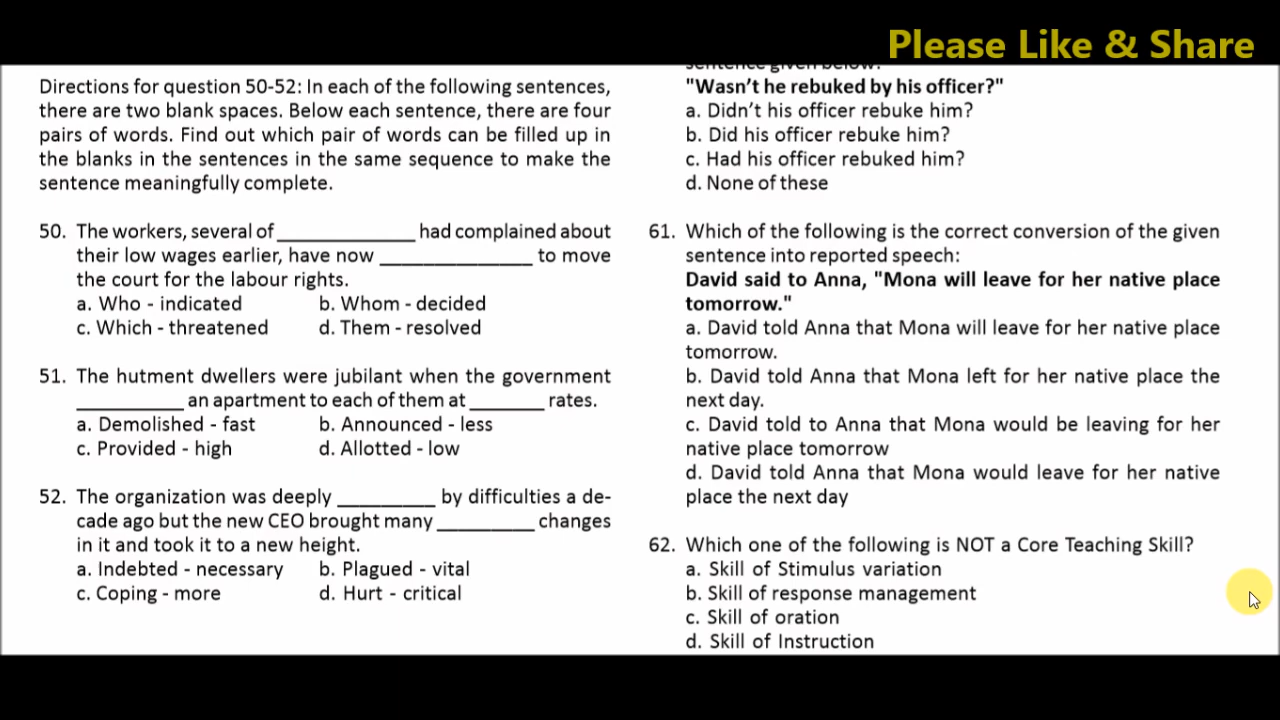 Please Like & Share
Directions for question 50-52: In each of the following sentences,
there are two blank spaces. Below each sentence, there are four
pairs of words. Find out which pair of words can be filled up in
the blanks in the sentences in the same sequence to make the
sentence meaningfully complete.
50. The workers, several of ______________ had complained about
their low wages earlier, have now ________________ to move
the court for the labour rights.
a. Who - indicated b. Whom - decided
c. Which - threatened d. Them - resolved
51. The hutment dwellers were jubilant when the government
___________ an apartment to each of them at ________ rates.
a. Demolished - fast b. Announced - less
c. Provided - high d. Allotted - low
52. The organization was deeply __________ by difficulties a de-
cade ago but the new CEO brought many __________ changes
in it and took it to a new height.
a. Indebted - necessary b. Plagued - vital
c. Coping - more d. Hurt - critical
sentence given below:
"Wasn't he rebuked by his officer?"
a. Didn't his officer rebuke him?
b. Did his officer rebuke him?
c. Had his officer rebuked him?
d. None of these
61. Which of the following is the correct conversion of the given
sentence into reported speech:
David said to Anna, "Mona will leave for her native place
tomorrow."
a. David told Anna that Mona will leave for her native place
tomorrow.
b. David told Anna that Mona left for her native place the
next day.
c. David told to Anna that Mona would be leaving for her
native place tomorrow
d. David told Anna that Mona would leave for her native
place the next day
62. Which one of the following is NOT a Core Teaching Skill?
a. Skill of Stimulus variation
b. Skill of response management
c. Skill of oration
d. Skill of Instruction